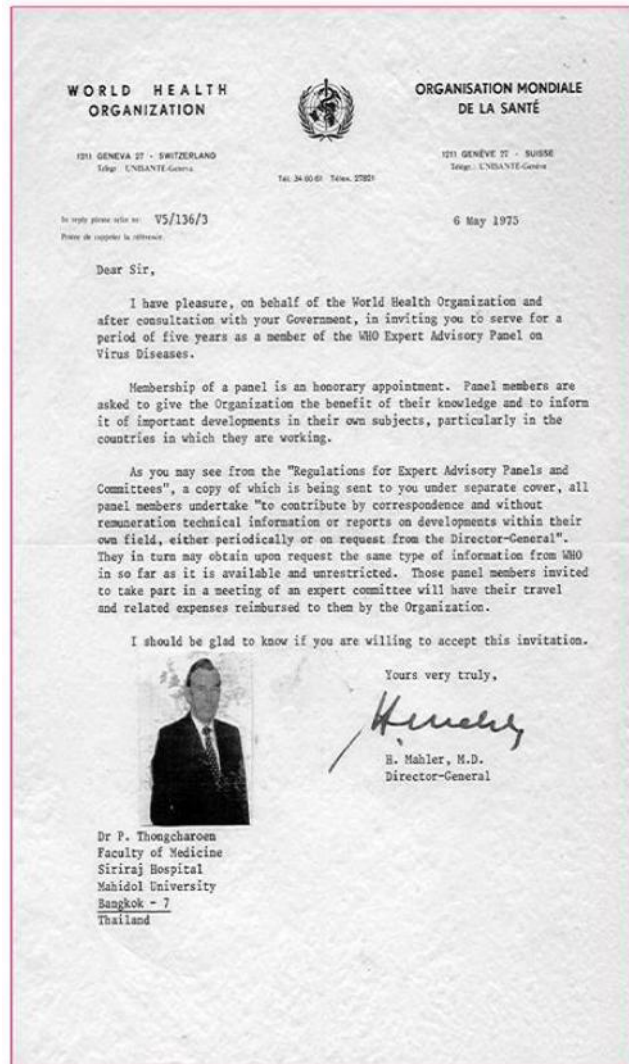 WORLD HEALTH
ORGANIZATION
ORGANISATION MONDIALE
DE LA SANTÉ
1211 GENEVA 27 - SWITZERLAND
Télégr.: UNISANTÉ-Geneva
1211 GENÈVE 27 - SUISSE
Télégr.: UNISANTÉ-Genève
Tél. 34 60 61 Télex. 27821
In reply please refer to: V5/136/3
Prière de rappeler la référence:
6 May 1975
Dear Sir,
I have pleasure, on behalf of the World Health Organization and
after consultation with your Government, in inviting you to serve for a
period of five years as a member of the WHO Expert Advisory Panel on
Virus Diseases.
Membership of a panel is an honorary appointment. Panel members are
asked to give the Organization the benefit of their knowledge and to inform
it of important developments in their own subjects, particularly in the
countries in which they are working.
As you may see from the "Regulations for Expert Advisory Panels and
Committees", a copy of which is being sent to you under separate cover, all
panel members undertake "to contribute by correspondence and without
remuneration technical information or reports on developments within their
own field, either periodically or on request from the Director-General".
They in turn may obtain upon request the same type of information from WHO
in so far as it is available and unrestricted. Those panel members invited
to take part in a meeting of an expert committee will have their travel
and related expenses reimbursed to them by the Organization.
I should be glad to know if you are willing to accept this invitation.
Yours very truly,
H. Mahler, M.D.
Director-General
Dr P. Thongcharoen
Faculty of Medicine
Siriraj Hospital
Mahidol University
Bangkok - 7
Thailand